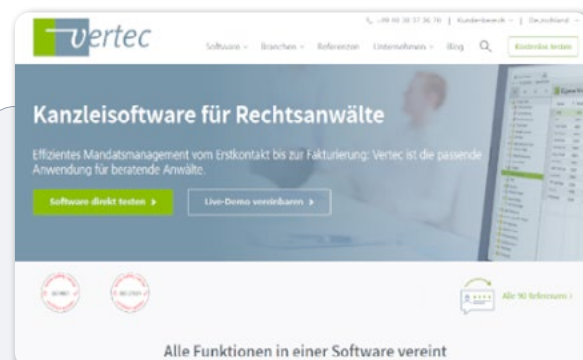 vertec
Kundenbereich | Deutschland
Software Branchen Referenzen Unternehmen Blog Kostenlos testen
Kanzleisoftware für Rechtsanwälte
Effizientes Mandatsmanagement vom Erstkontakt bis zur Fakturierung: Vertec ist die passende
Anwendung für beratende Anwälte.
Software direkt testen Live-Demo vereinbaren
Alle 90 Referenzen
Alle Funktionen in einer Software vereint